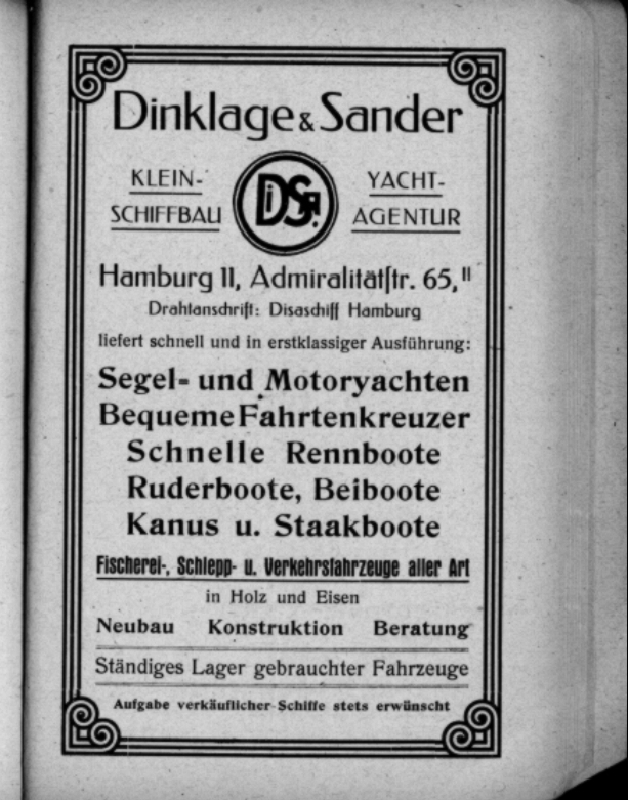 Dinklage & Sander
KLEIN-
SCHIFFBAU
DiSA.
YACHT-
AGENTUR
Hamburg 11, Admiralitätſtr. 65, II
Drahtanschrift: Disaschiff Hamburg
liefert schnell und in erstklassiger Ausführung:
Segel- und Motoryachten
Bequeme Fahrtenkreuzer
Schnelle Rennboote
Ruderboote, Beiboote
Kanus u. Staakboote
Fischerei-, Schlepp- u. Verkehrsfahrzeuge aller Art
in Holz und Eisen
Neubau Konstruktion Beratung
Ständiges Lager gebrauchter Fahrzeuge
Aufgabe verkäuflicher Schiffe stets erwünscht